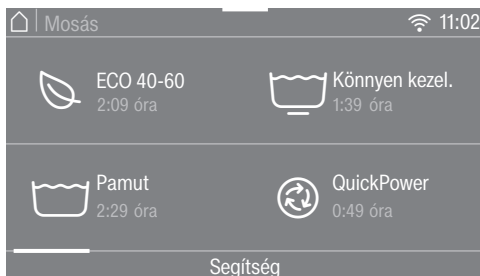 Mosás 11:02
ECO 40-60
2:09 óra
Könnyen kezel.
1:39 óra
Pamut
2:29 óra
QuickPower
0:49 óra
Segítség